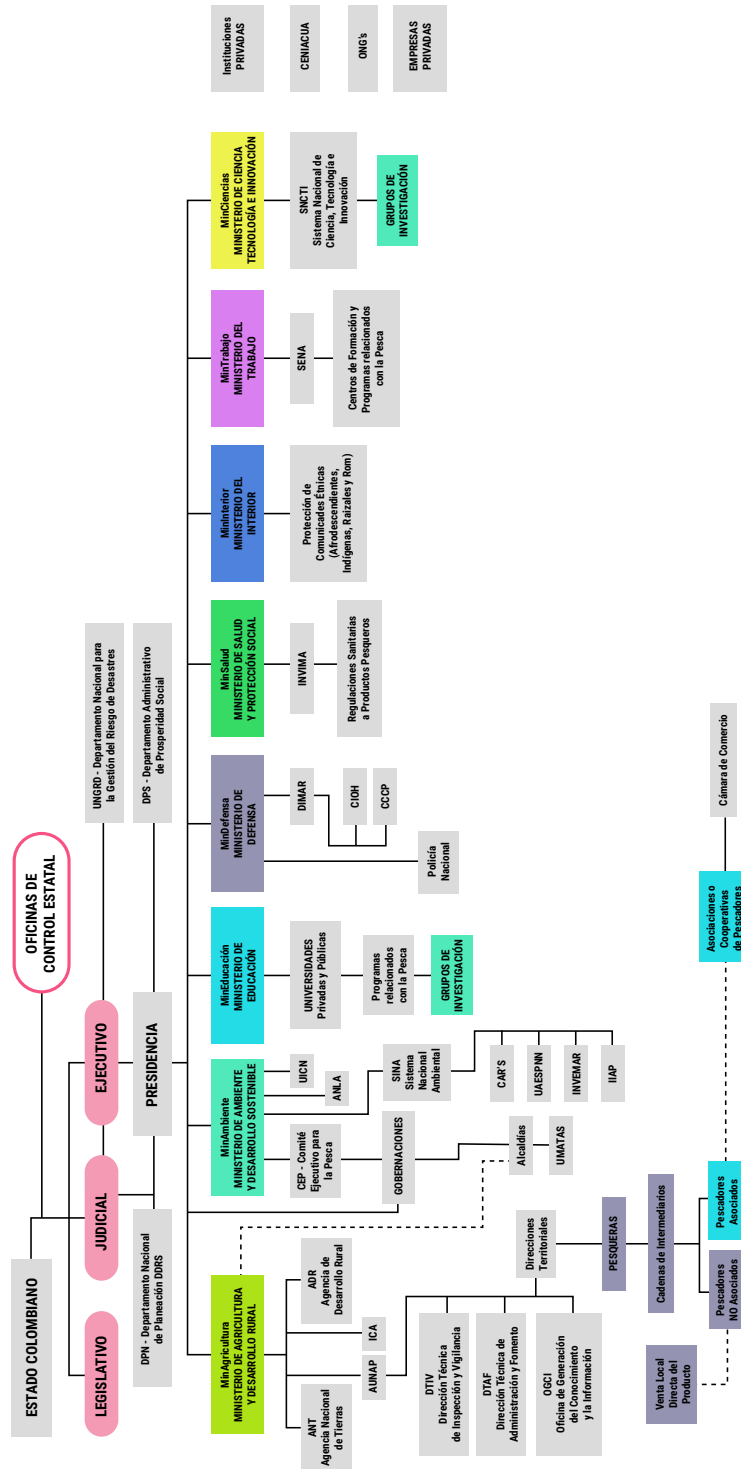 ESTADO COLOMBIANO
OFICINAS DE
CONTROL ESTATAL
LEGISLATIVO
JUDICIAL
EJECUTIVO
UNGRD - Departamento Nacional para
la Gestión del Riesgo de Desastres
DPN - Departamento Nacional
de Planeación DDRS
PRESIDENCIA
DPS - Departamento Administrativo
de Prosperidad Social
MinAgricultura
MINISTERIO DE AGRICULTURA
Y DESARROLLO RURAL
MinAmbiente
MINISTERIO DE AMBIENTE
Y DESARROLLO SOSTENIBLE
MinEducación
MINISTERIO DE
EDUCACIÓN
MinDefensa
MINISTERIO DE
DEFENSA
MinSalud
MINISTERIO DE SALUD
Y PROTECCIÓN SOCIAL
MinInterior
MINISTERIO DEL
INTERIOR
MinTrabajo
MINISTERIO DEL
TRABAJO
MinCiencias
MINISTERIO DE CIENCIA
TECNOLOGÍA E INNOVACIÓN
Instituciones
PRIVADAS
ANT
Agencia Nacional
de Tierras
AUNAP
ICA
ADR
Agencia de
Desarrollo Rural
CEP - Comité
Ejecutivo para
la Pesca
UICN
ANLA
UNIVERSIDADES
Privadas y Públicas
DIMAR
INVIMA
Protección de
Comunicades Étnicas
(Afrodescendientes,
Indígenas, Raizales y Rom)
SENA
SNCTI
Sistema Nacional de
Ciencia, Tecnología e
Innovación
CENIACUA
GOBERNACIONES
SINA
Sistema
Nacional
Ambiental
Programas
relacionados
con la Pesca
CIOH
CCCP
Regulaciones Sanitarias
a Productos Pesqueros
Centros de Formación y
Programas relacionados
con la Pesca
GRUPOS DE
INVESTIGACIÓN
ONG's
EMPRESAS
PRIVADAS
DTIV
Dirección Técnica
de Inspección y Vigilancia
GRUPOS DE
INVESTIGACIÓN
Policía
Nacional
DTAF
Dirección Técnica de
Administración y Fomento
CAR'S
UAESPNN
INVEMAR
IIAP
Alcaldías
UMATAS
OGCI
Oficina de Generación
del Conocimiento
y la Información
Direcciones
Territoriales
PESQUERAS
Cadenas de Intermediarios
Venta Local
Directa del
Producto
Pescadores
NO Asociados
Pescadores
Asociados
Asociaciones o
Cooperativas
de Pescadores
Cámara de Comercio